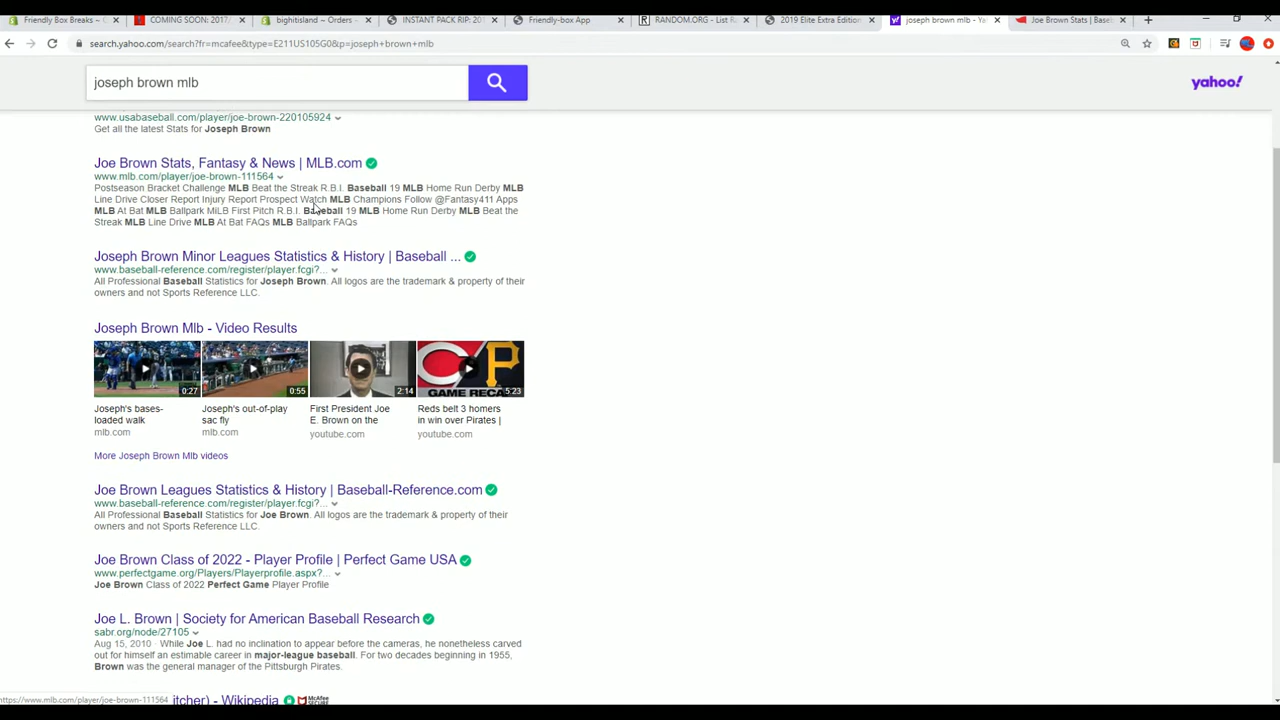 Friendly Box Breaks ~ G
COMING SOON: 2017/
bighitisland ~ Orders ~
INSTANT PACK RIP: 20
Friendly-box App
RANDOM.ORG - List R
2019 Elite Extra Edition
joseph brown mlb - Ya
Joe Brown Stats | Baseb
search.yahoo.com/search?fr=mcafee&type=E211US105G0&p=joseph+brown+mlb
joseph brown mlb
yahoo!
www.usabaseball.com/player/joe-brown-220105924
Get all the latest Stats for Joseph Brown
Joe Brown Stats, Fantasy & News | MLB.com
www.mlb.com/player/joe-brown-111564
Postseason Bracket Challenge MLB Beat the Streak R.B.I. Baseball 19 MLB Home Run Derby MLB
Line Drive Closer Report Injury Report Prospect Watch MLB Champions Follow @Fantasy411 Apps
MLB At Bat MLB Ballpark MiLB First Pitch R.B.I. Baseball 19 MLB Home Run Derby MLB Beat the
Streak MLB Line Drive MLB At Bat FAQs MLB Ballpark FAQs
Joseph Brown Minor Leagues Statistics & History | Baseball ...
www.baseball-reference.com/register/player.fcgi?...
All Professional Baseball Statistics for Joseph Brown. All logos are the trademark & property of their
owners and not Sports Reference LLC.
Joseph Brown Mlb - Video Results
0:27
0:55
2:14
C P
GAME RECAP
5:23
Joseph's bases-
loaded walk
mlb.com
Joseph's out-of-play
sac fly
mlb.com
First President Joe
E. Brown on the
youtube.com
Reds belt 3 homers
in win over Pirates |
youtube.com
More Joseph Brown Mlb videos
Joe Brown Leagues Statistics & History | Baseball-Reference.com
www.baseball-reference.com/register/player.fcgi?...
All Professional Baseball Statistics for Joe Brown. All logos are the trademark & property of their
owners and not Sports Reference LLC.
Joe Brown Class of 2022 - Player Profile | Perfect Game USA
www.perfectgame.org/Players/Playerprofile.aspx?...
Joe Brown Class of 2022 Perfect Game Player Profile
Joe L. Brown | Society for American Baseball Research
sabr.org/node/27105
Aug 15, 2010 · While Joe L. had no inclination to appear before the cameras, he nonetheless carved
out for himself an estimable career in major-league baseball. For two decades beginning in 1955,
Brown was the general manager of the Pittsburgh Pirates.
https://www.mlb.com/player/joe-brown-111564
itcher) - Wikipedia
McAfee
SECURE